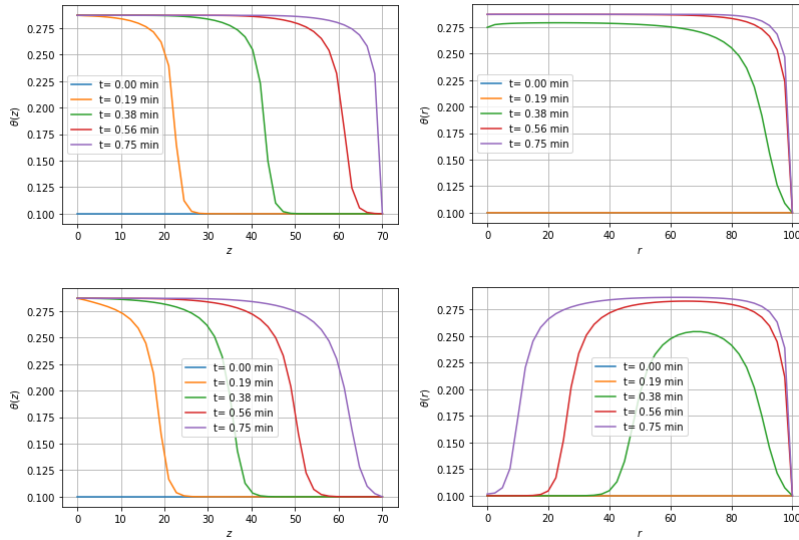 θ(z)
0.275
0.250
0.225
0.200
0.175
0.150
0.125
0.100
t= 0.00 min
t= 0.19 min
t= 0.38 min
t= 0.56 min
t= 0.75 min
0 10 20 30 40 50 60 70
z
θ(r)
0.275
0.250
0.225
0.200
0.175
0.150
0.125
0.100
t= 0.00 min
t= 0.19 min
t= 0.38 min
t= 0.56 min
t= 0.75 min
0 20 40 60 80 100
r
θ(z)
0.275
0.250
0.225
0.200
0.175
0.150
0.125
0.100
t= 0.00 min
t= 0.19 min
t= 0.38 min
t= 0.56 min
t= 0.75 min
0 10 20 30 40 50 60 70
z
θ(r)
0.275
0.250
0.225
0.200
0.175
0.150
0.125
0.100
t= 0.00 min
t= 0.19 min
t= 0.38 min
t= 0.56 min
t= 0.75 min
0 20 40 60 80 100
r